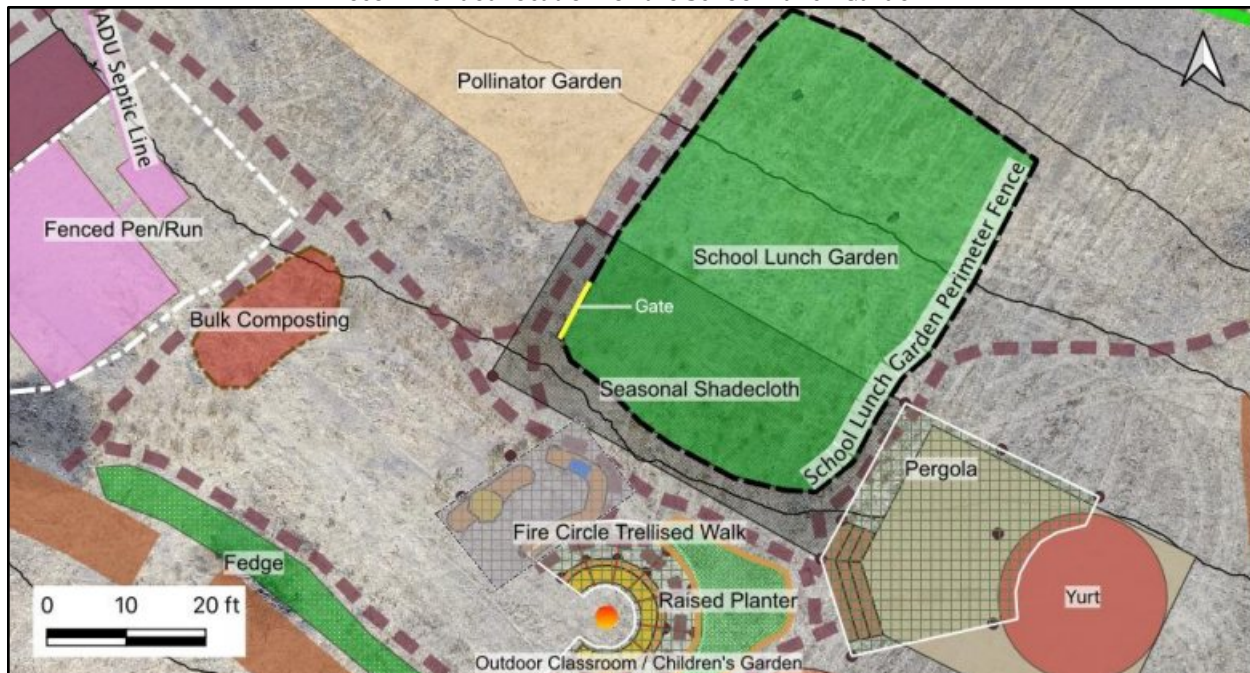 ADU Septic Line
Pollinator Garden
Fenced Pen/Run
School Lunch Garden
School Lunch Garden Perimeter Fence
Gate
Bulk Composting
Seasonal Shadecloth
Pergola
Fire Circle Trellised Walk
Fedge
Raised Planter
Yurt
0 10 20 ft
Outdoor Classroom / Children's Garden